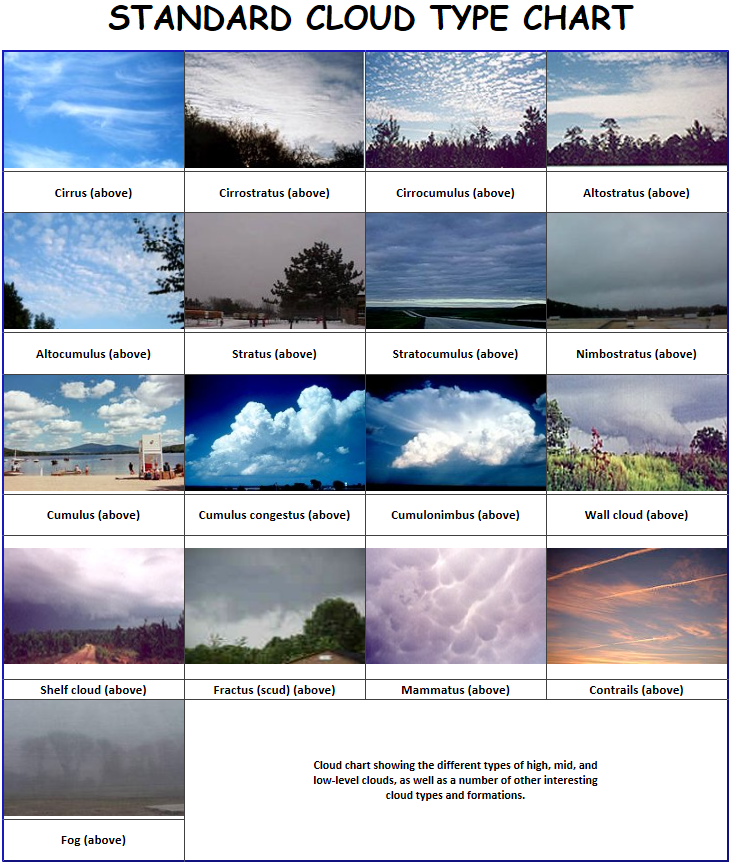 STANDARD CLOUD TYPE CHART
Cirrus (above)
Cirrostratus (above)
Cirrocumulus (above)
Altostratus (above)
Altocumulus (above)
Stratus (above)
Stratocumulus (above)
Nimbostratus (above)
Cumulus (above)
Cumulus congestus (above)
Cumulonimbus (above)
Wall cloud (above)
Shelf cloud (above)
Fractus (scud) (above)
Mammatus (above)
Contrails (above)
Cloud chart showing the different types of high, mid, and
low-level clouds, as well as a number of other interesting
cloud types and formations.
Fog (above)